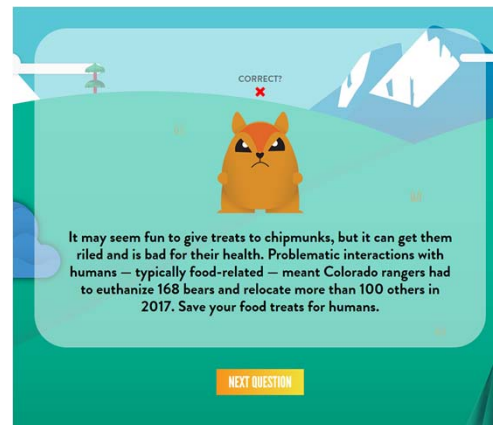 CORRECT?
It may seem fun to give treats to chipmunks, but it can get them
riled and is bad for their health. Problematic interactions with
humans — typically food-related — meant Colorado rangers had
to euthanize 168 bears and relocate more than 100 others in
2017. Save your food treats for humans.
NEXT QUESTION